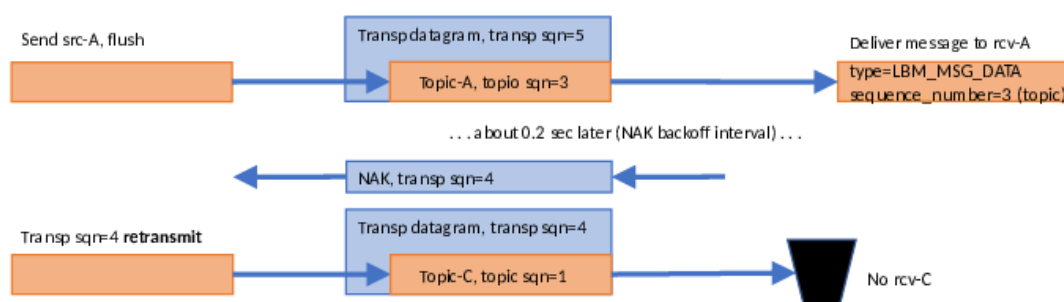 Send src-A, flush
Transp datagram, transp sqn=5
Topic-A, topio sqn=3
Deliver message to rcv-A
type=LBM_MSG_DATA
sequence_number=3 (topic)
. . . about 0.2 sec later (NAK backoff interval) . . .
NAK, transp sqn=4
Transp sqn=4 retransmit
Transp datagram, transp sqn=4
Topic-C, topic sqn=1
No rcv-C